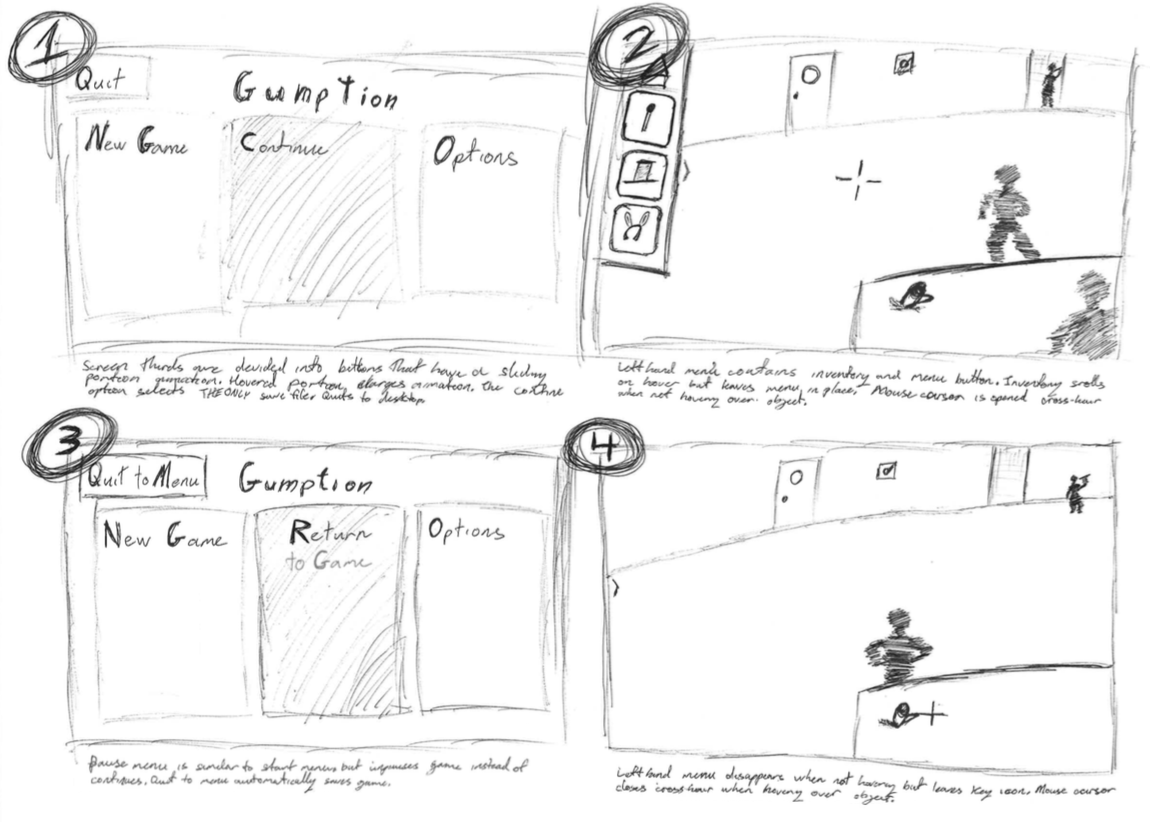 1
Quit
Gumption
New Game
Continue
Options
Screen thirds are devided into buttons that have a sliding
portion animation. Hovered portion enlarges animation. The continue
option selects THE ONLY save file. Quits to desktop.
2
Left hand menu contains inventory and menu button. Inventory scrolls
on hover but leaves menu in place. Mouse cursor is opened cross-hair
when not hovering over object.
3
Quit to Menu
Gumption
New Game
Return
to Game
Options
Pause menu is similar to start menu but unpauses game instead of
continues. Quit to menu automatically saves game.
4
Left hand menu disappears when not hovering but leaves key icon. Mouse cursor
closes cross-hair when hovering over object.